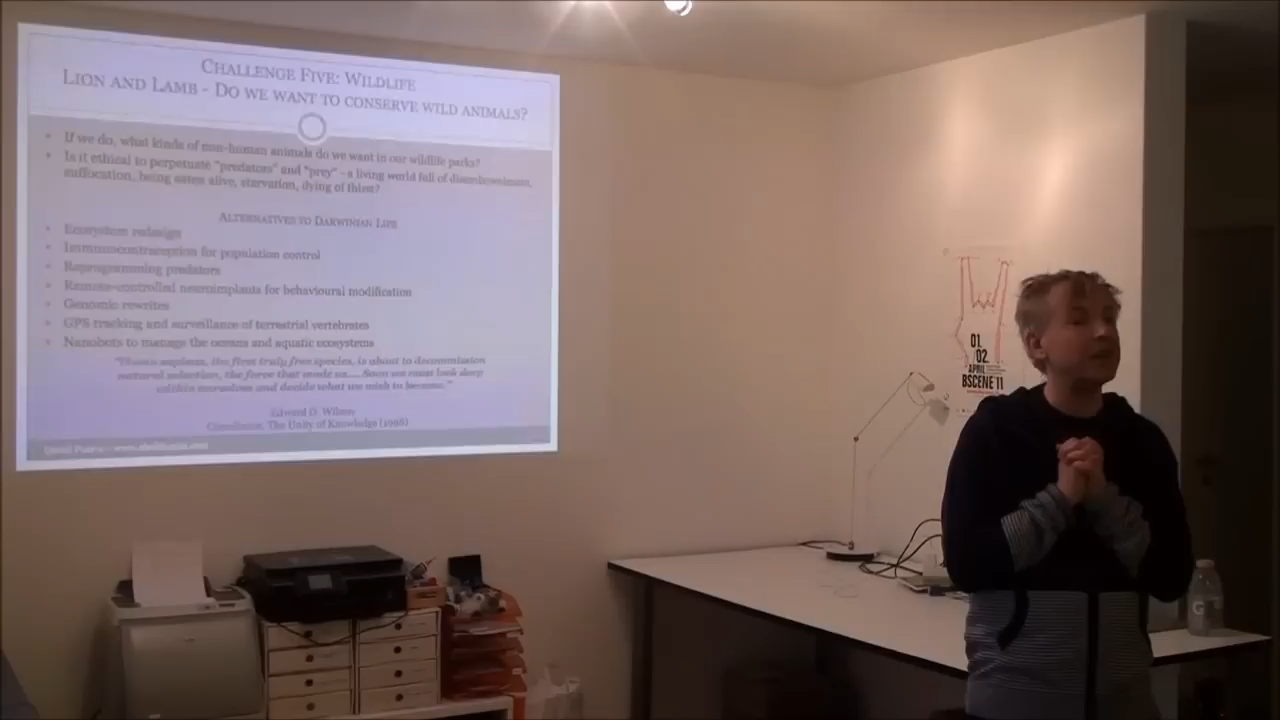 CHALLENGE FIVE: WILDLIFE
LION AND LAMB - DO WE WANT TO CONSERVE WILD ANIMALS?
• If we do, what kinds of non-human animals do we want in our wildlife parks?
• Is it ethical to perpetuate "predators" and "prey" - a living world full of disembowelment,
suffocation, being eaten alive, starvation, dying of thirst?
ALTERNATIVES TO DARWINIAN LIFE
• Ecosystem redesign
• Immunocontraception for population control
• Reprogramming predators
• Remote-controlled neuroimplants for behavioural modification
• Genomic rewrites
• GPS tracking and surveillance of terrestrial vertebrates
• Nanobots to manage the oceans and aquatic ecosystems
"Homo sapiens, the first truly free species, is about to decommission
natural selection, the force that made us.... Soon we must look deep
within ourselves and decide what we wish to become."
Edward O. Wilson
Consilience, The Unity of Knowledge (1998)
01.
02.
APRIL
BSCENE'11
G